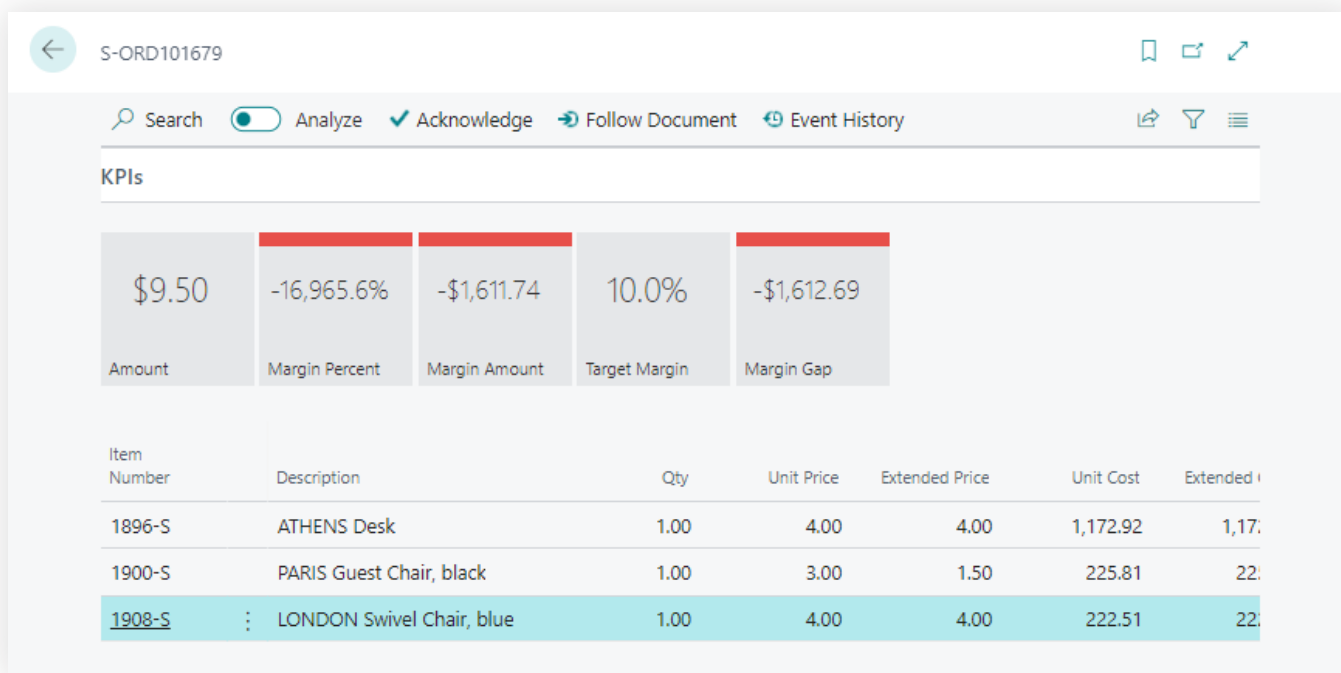 S-ORD101679
Search Analyze Acknowledge Follow Document Event History
KPIs
$9.50 -16,965.6% -$1,611.74 10.0% -$1,612.69
Amount Margin Percent Margin Amount Target Margin Margin Gap
Item
Number Description Qty Unit Price Extended Price Unit Cost Extended
1896-S ATHENS Desk 1.00 4.00 4.00 1,172.92
1900-S PARIS Guest Chair, black 1.00 3.00 1.50 225.81
1908-S LONDON Swivel Chair, blue 1.00 4.00 4.00 222.51